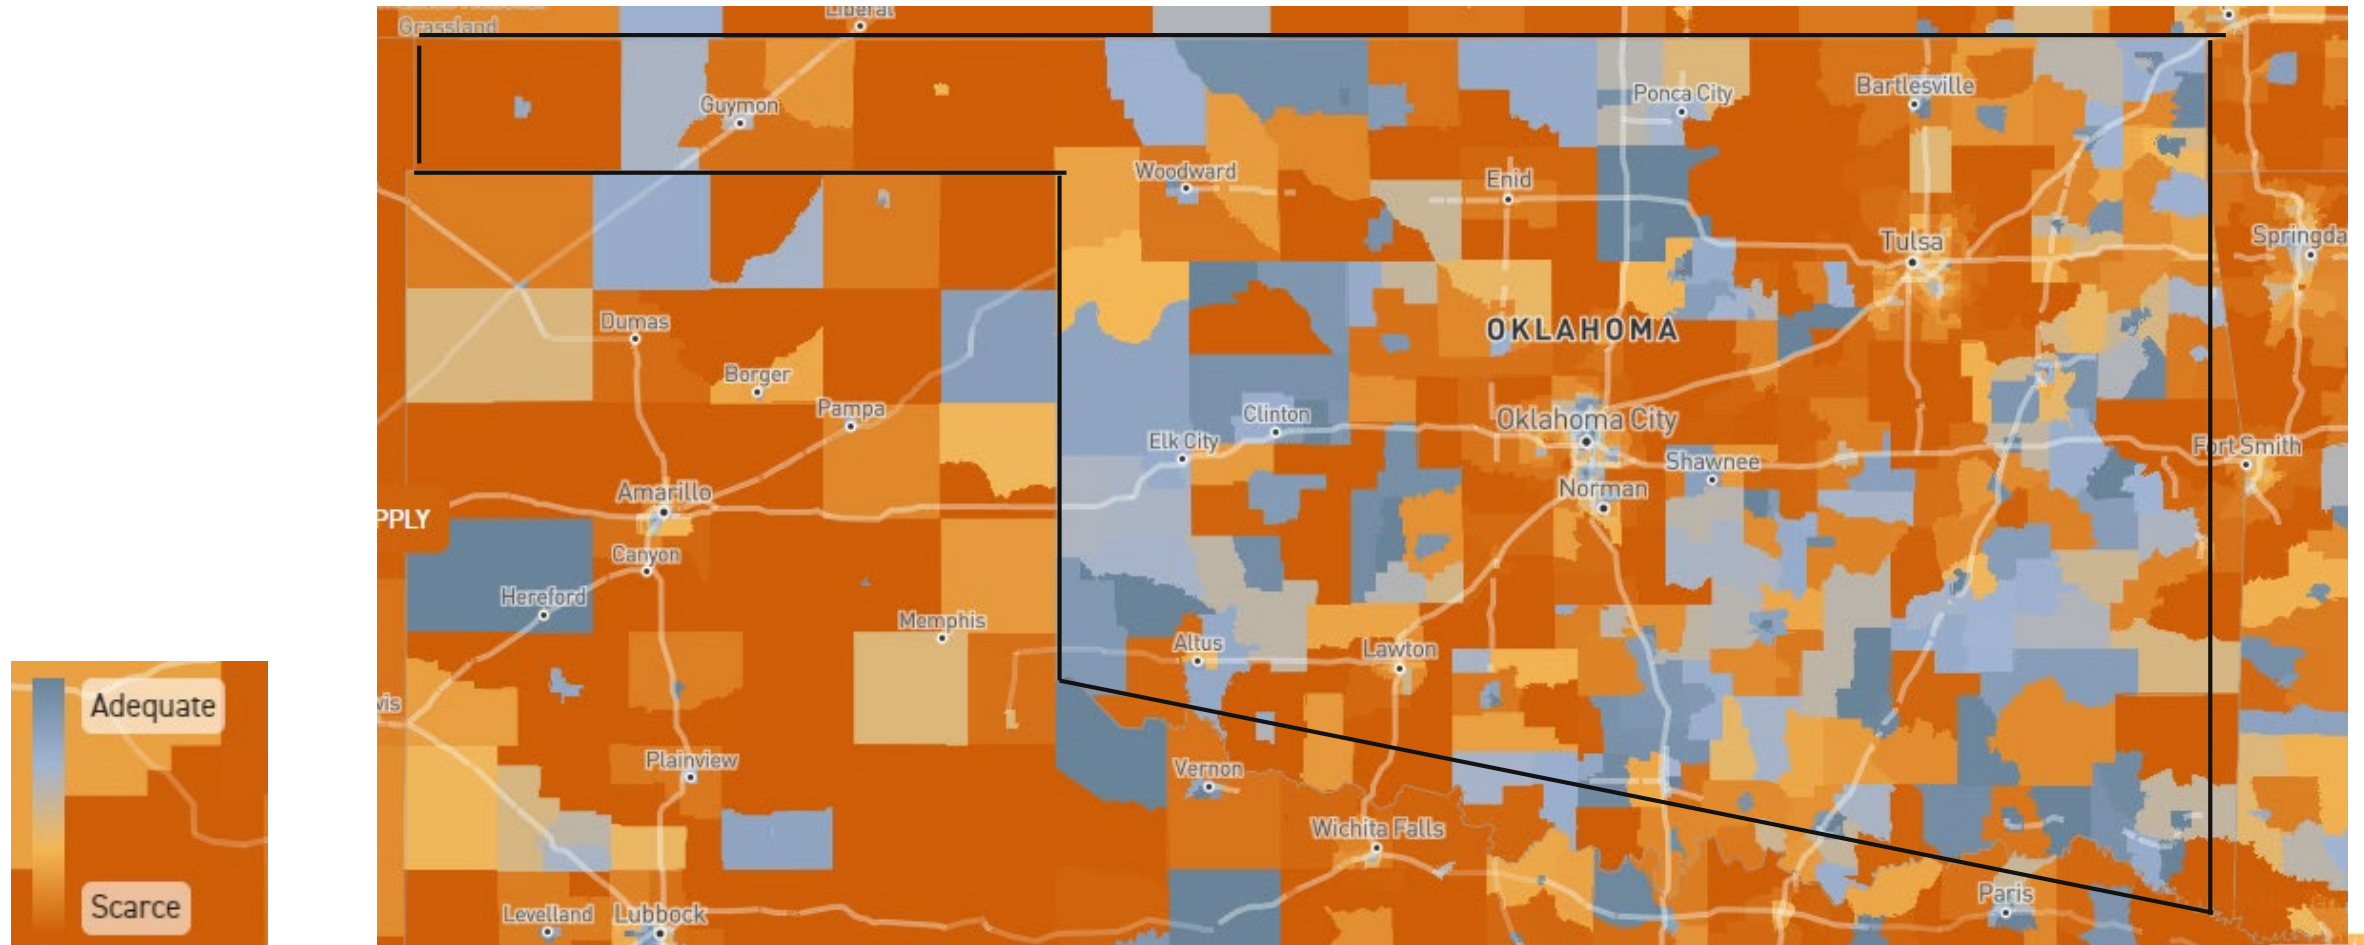 Liberal
Grassland
Guymon
Ponca City
Bartlesville
Woodward
Enid
Tulsa
Springda
Dumas
OKLAHOMA
Borger
Pampa
Clinton
Oklahoma City
Elk City
Shawnee
Fort Smith
Amarillo
Norman
PPLY
Canyon
Hereford
Memphis
Altus
Lawton
vis
Plainview
Vernon
Wichita Falls
Levelland
Lubbock
Paris
Adequate
Scarce